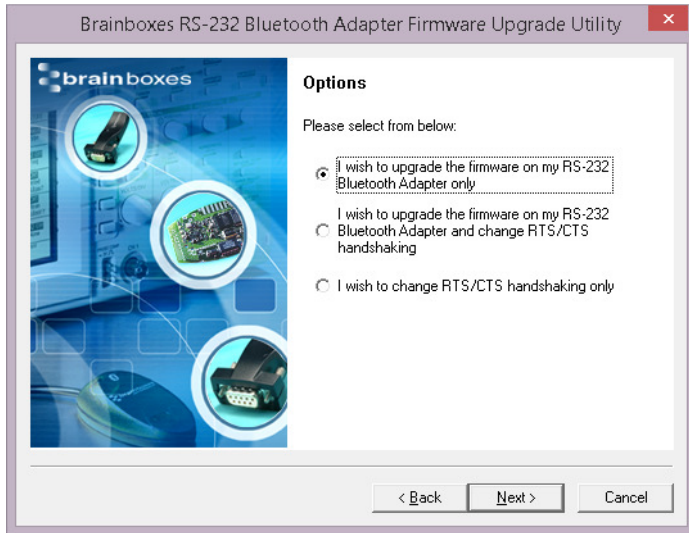 Brainboxes RS-232 Bluetooth Adapter Firmware Upgrade Utility
brainboxes
Options
Please select from below:
I wish to upgrade the firmware on my RS-232
Bluetooth Adapter only
I wish to upgrade the firmware on my RS-232
Bluetooth Adapter and change RTS/CTS
handshaking
I wish to change RTS/CTS handshaking only
< Back
Next >
Cancel